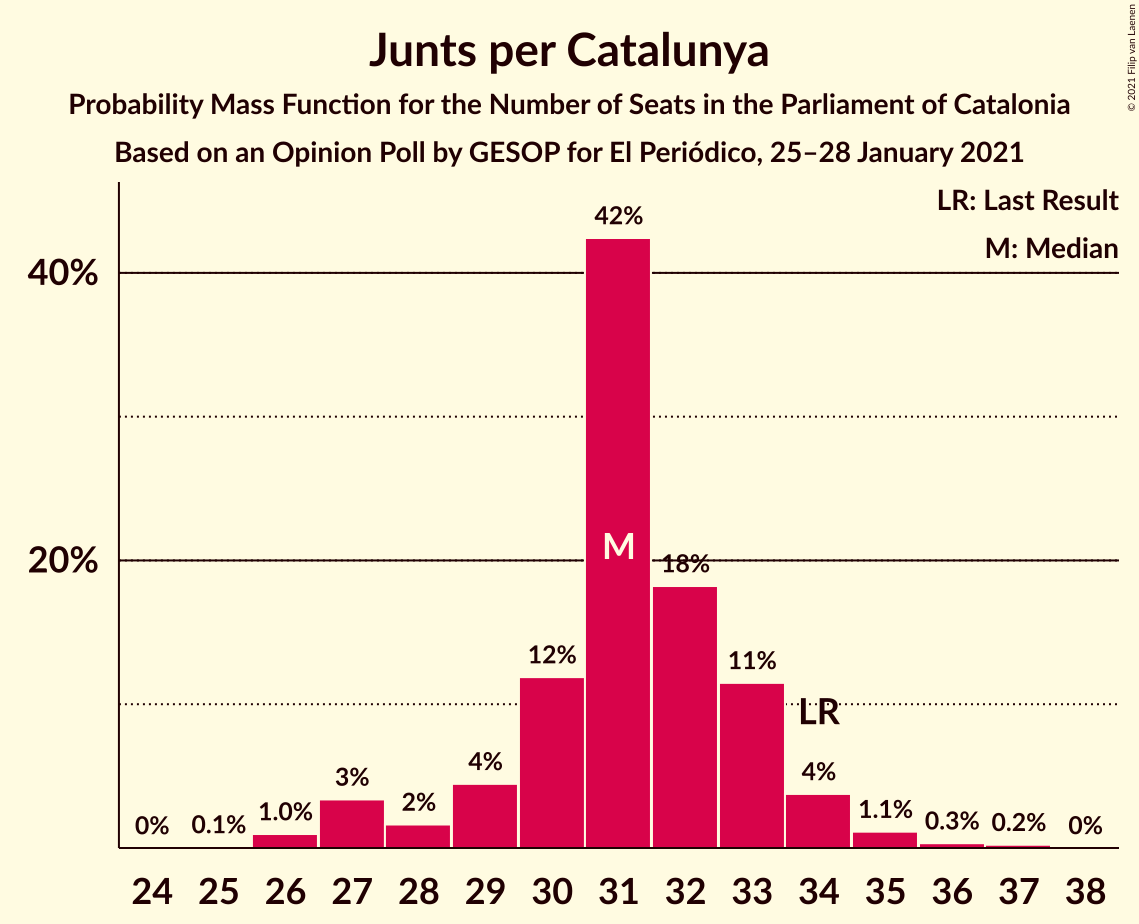 Junts per Catalunya
Probability Mass Function for the Number of Seats in the Parliament of Catalonia
Based on an Opinion Poll by GESOP for El Periódico, 25–28 January 2021
© 2021 Filip van Laenen
LR: Last Result
M: Median
40%
20%
0%
0.1%
1.0%
3%
2%
4%
12%
42%
M
18%
11%
LR
4%
1.1%
0.3%
0.2%
0%
24 25 26 27 28 29 30 31 32 33 34 35 36 37 38